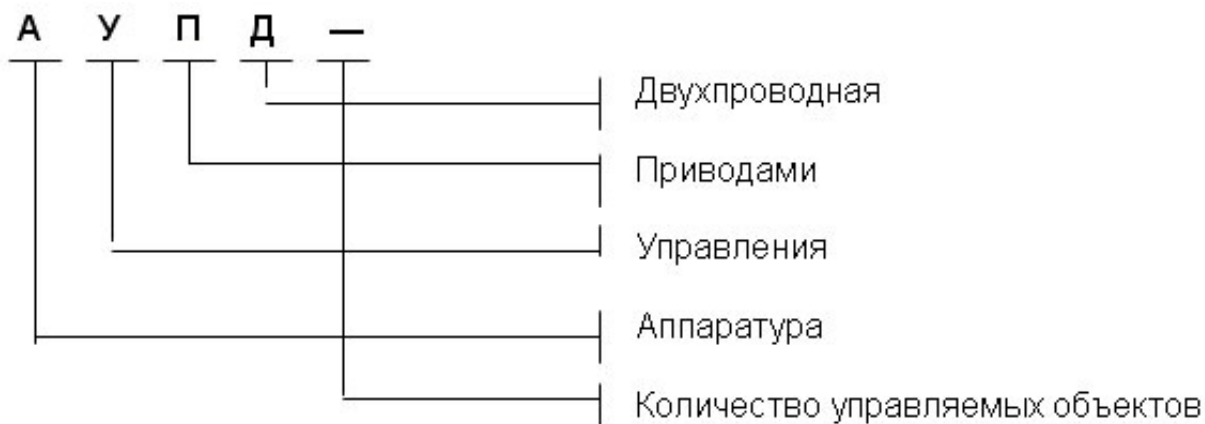 А У П Д —
Двухпроводная
Приводами
Управления
Аппаратура
Количество управляемых объектов